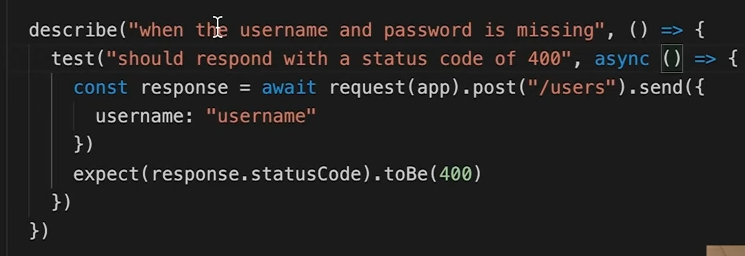 describe("when the username and password is missing", () => {
test("should respond with a status code of 400", async () => {
const response = await request(app).post("/users").send({
username: "username"
})
expect(response.statusCode).toBe(400)
})
})